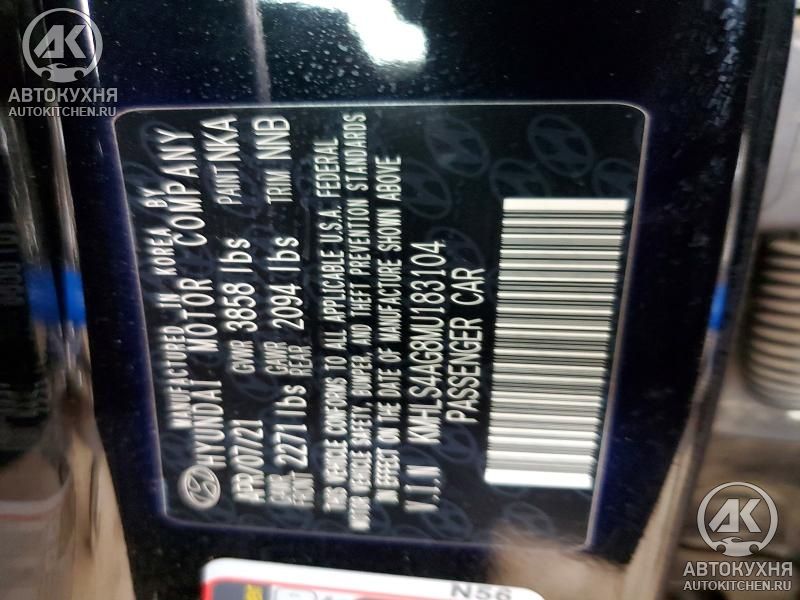 MANUFACTURED IN KOREA BY
HYUNDAI MOTOR COMPANY
APR/07/21 GVWR 3858 lbs PAINT NKA
GAWR FRNT 2271 lbs GAWR REAR 2094 lbs TRIM NNB
THIS VEHICLE CONFORMS TO ALL APPLICABLE U.S.A. FEDERAL
MOTOR VEHICLE SAFETY, BUMPER, AND THEFT PREVENTION STANDARDS
IN EFFECT ON THE DATE OF MANUFACTURE SHOWN ABOVE
V.I.N KMHLS4AG8MU183104
PASSENGER CAR
N56
АК
АВТОКУХНЯ
AUTOKITCHEN.RU
АК
АВТОКУХНЯ
AUTOKITCHEN.RU